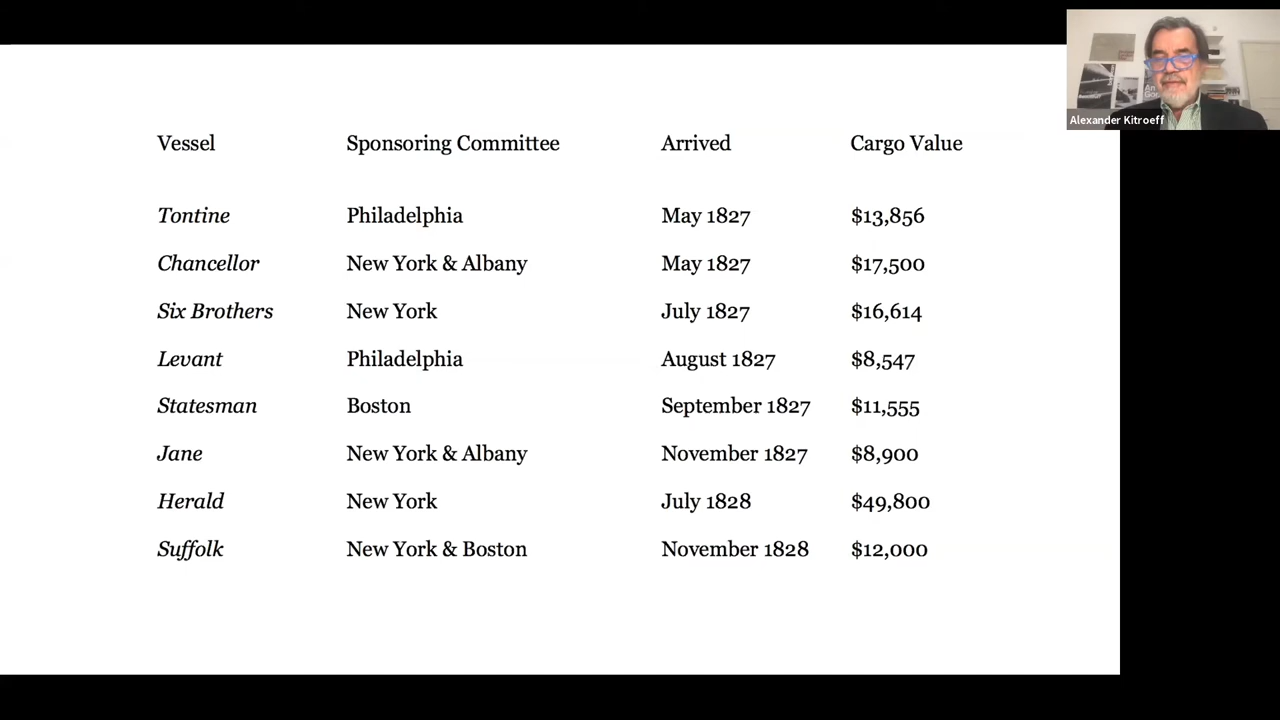 Alexander Kitroeff
Vessel Sponsoring Committee Arrived Cargo Value
Tontine Philadelphia May 1827 $13,856
Chancellor New York & Albany May 1827 $17,500
Six Brothers New York July 1827 $16,614
Levant Philadelphia August 1827 $8,547
Statesman Boston September 1827 $11,555
Jane New York & Albany November 1827 $8,900
Herald New York July 1828 $49,800
Suffolk New York & Boston November 1828 $12,000